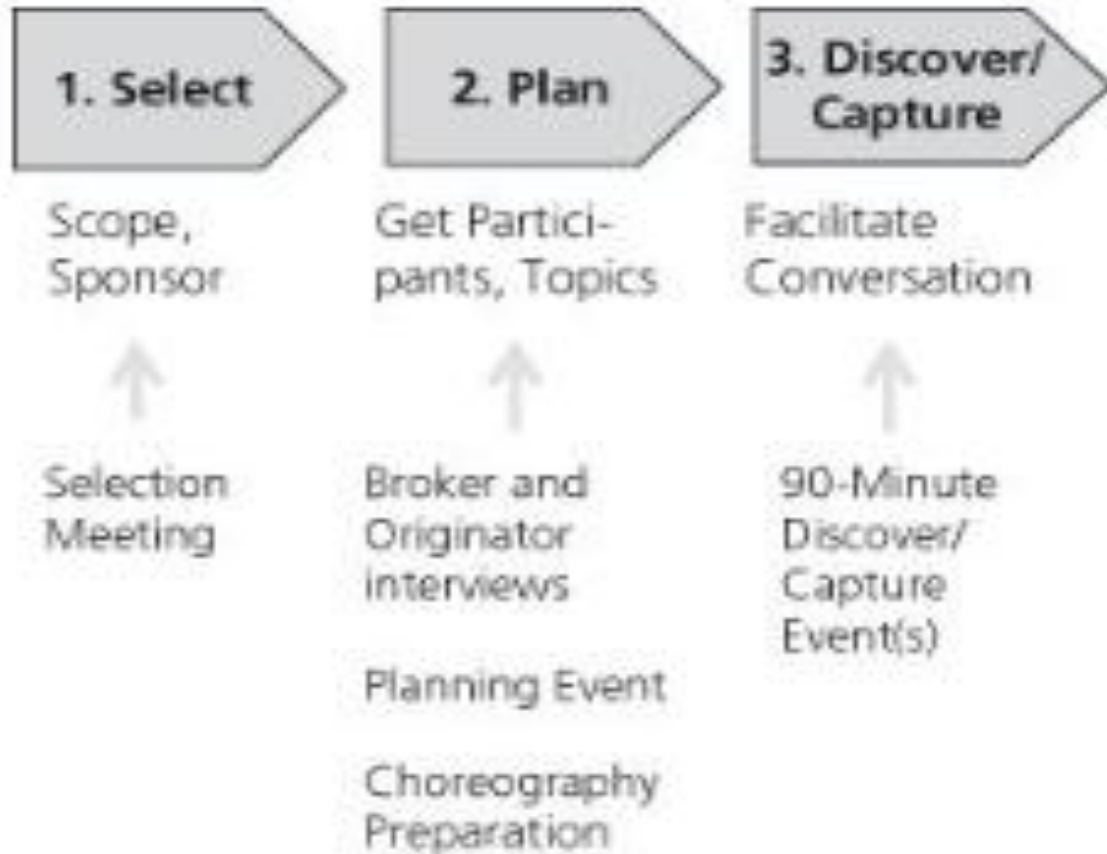 1. Select
2. Plan
3. Discover/
Capture
Scope,
Sponsor
Get Partici-
pants, Topics
Facilitate
Conversation
Selection
Meeting
Broker and
Originator
interviews
Planning Event
Choreography
Preparation
90-Minute
Discover/
Capture
Event(s)